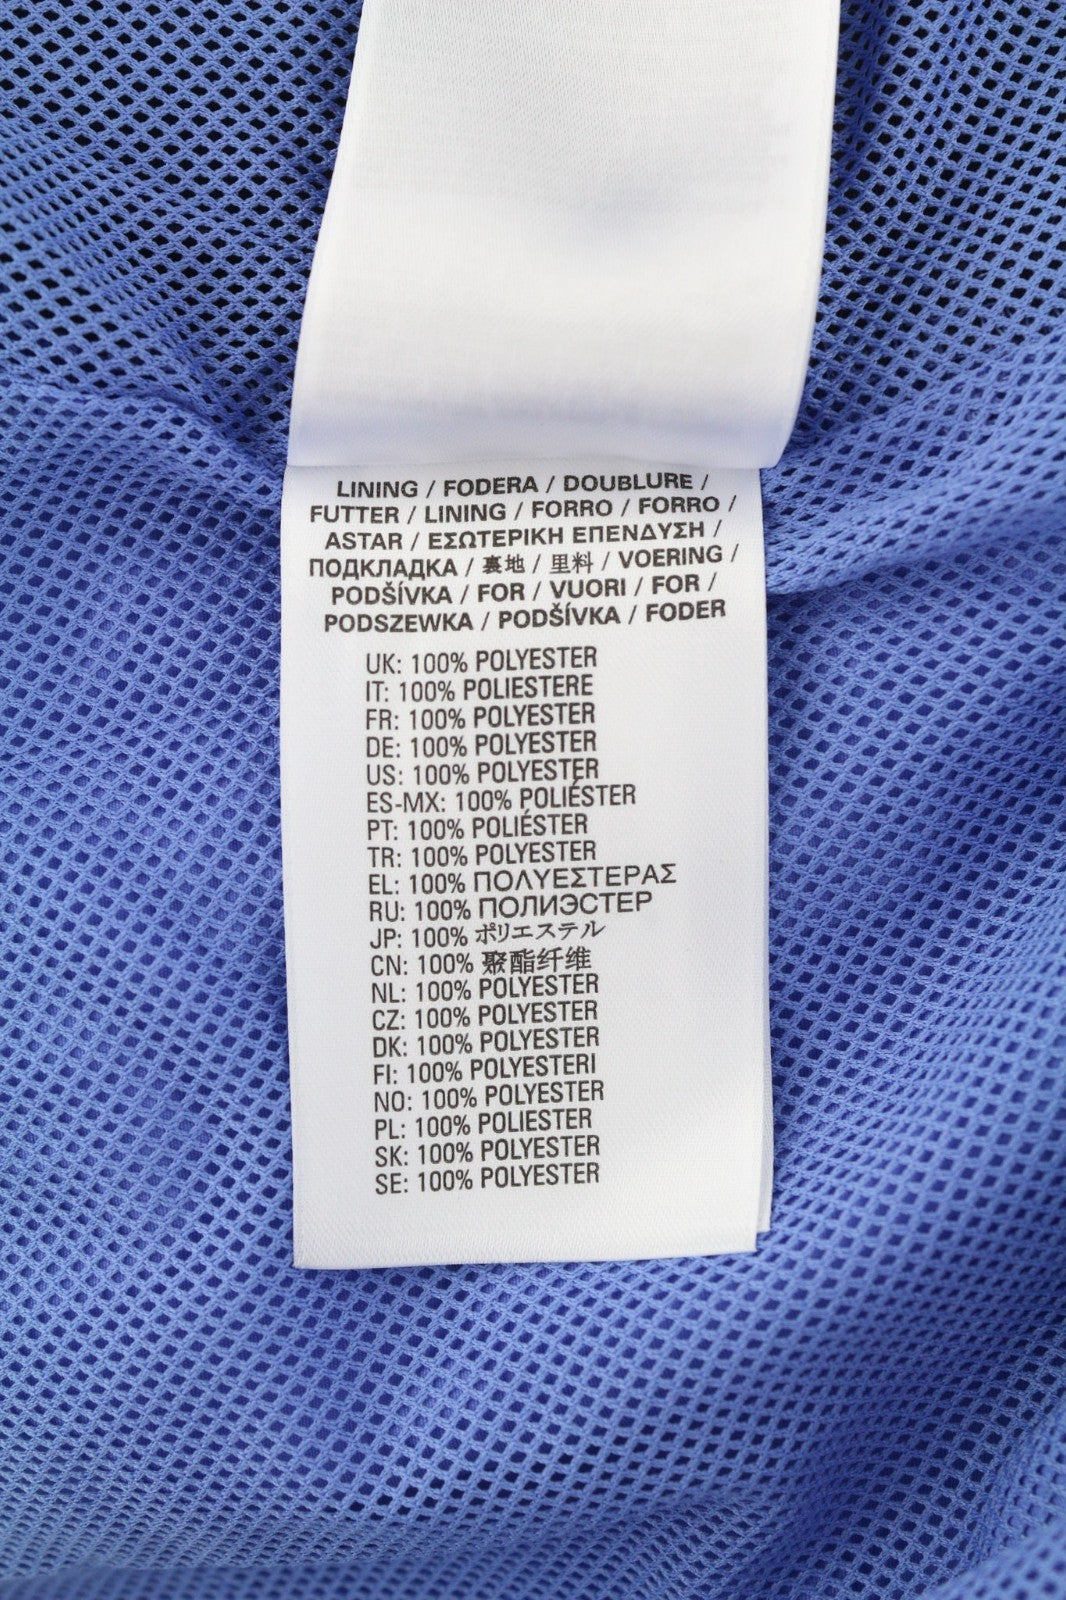 LINING / FODERA / DOUBLURE /
FUTTER / LINING / FORRO / FORRO /
ASTAR / ΕΣΩΤΕΡΙΚΗ ΕΠΕΝΔΥΣΗ /
ПОДКЛАДКА / 裏地 / 里料 / VOERING /
PODŠÍVKA / FOR / VUORI / FOR /
PODSZEWKA / PODŠÍVKA / FODER
UK: 100% POLYESTER
IT: 100% POLIESTERE
FR: 100% POLYESTER
DE: 100% POLYESTER
US: 100% POLYESTER
ES-MX: 100% POLIÉSTER
PT: 100% POLIÉSTER
TR: 100% POLYESTER
EL: 100% ΠΟΛΥΕΣΤΕΡΑΣ
RU: 100% ПОЛИЭСТЕР
JP: 100% ポリエステル
CN: 100% 聚酯纤维
NL: 100% POLYESTER
CZ: 100% POLYESTER
DK: 100% POLYESTER
FI: 100% POLYESTERI
NO: 100% POLYESTER
PL: 100% POLIESTER
SK: 100% POLYESTER
SE: 100% POLYESTER